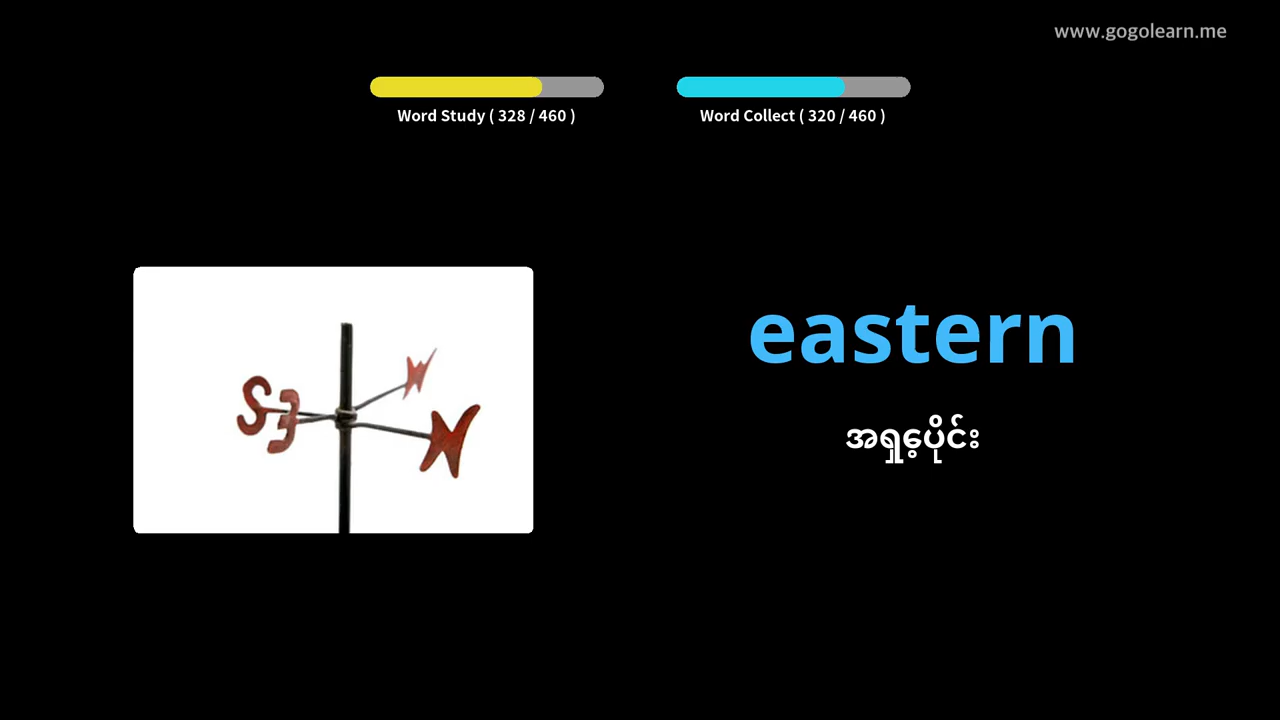 www.gogolearn.me
Word Study ( 328 / 460 )
Word Collect ( 320 / 460 )
S
E
W
N
eastern
အရှေ့ပိုင်း